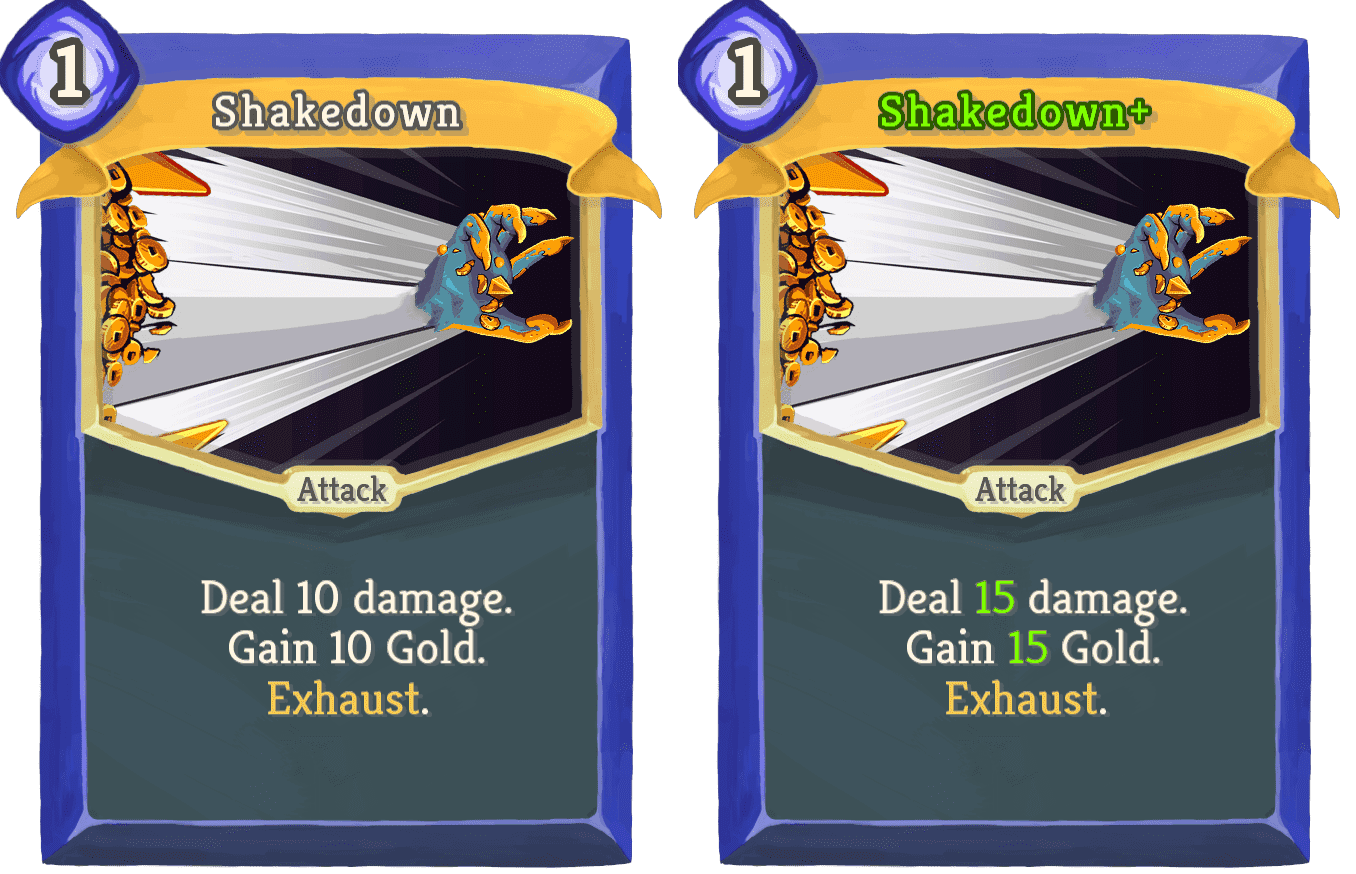 1
Shakedown
Attack
Deal 10 damage.
Gain 10 Gold.
Exhaust.
1
Shakedown+
Attack
Deal 15 damage.
Gain 15 Gold.
Exhaust.